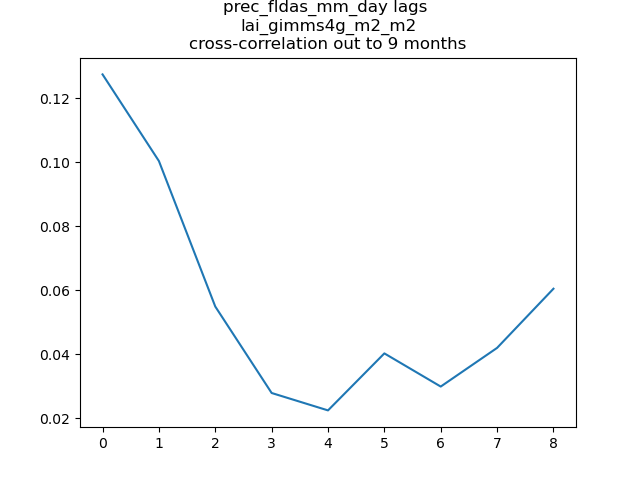 prec_fldas_mm_day lags
lai_gimms4g_m2_m2
cross-correlation out to 9 months
0.12
0.10
0.08
0.06
0.04
0.02
0 1 2 3 4 5 6 7 8